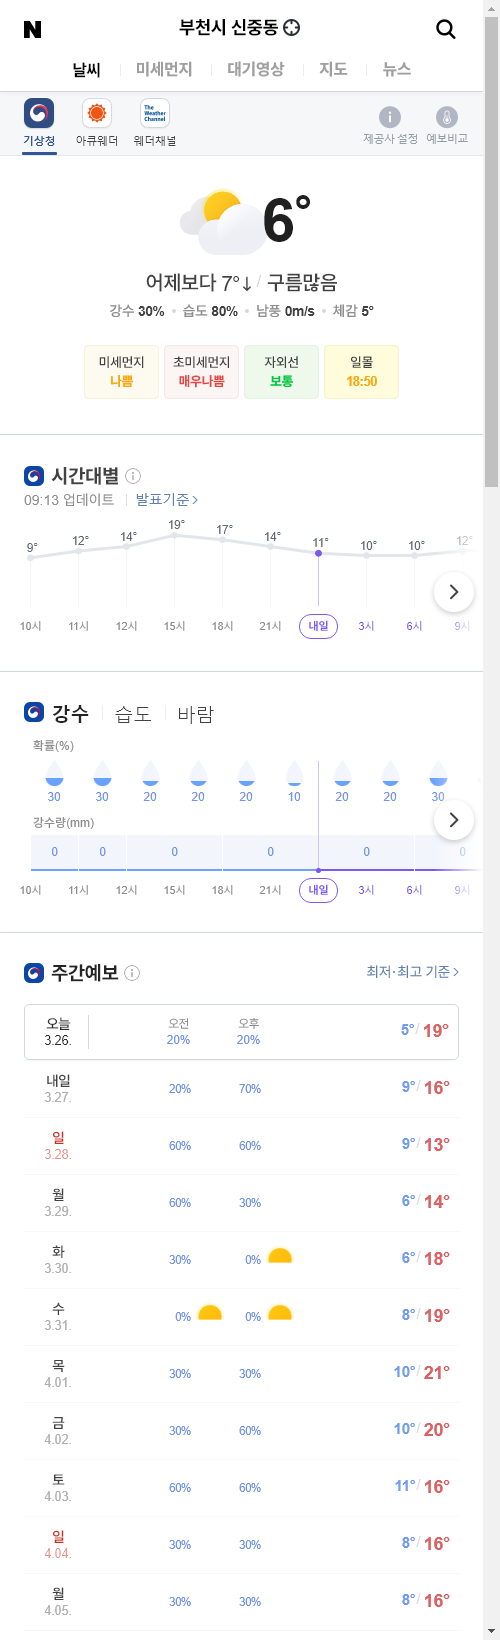 N 부천시 신중동
날씨 미세먼지 대기영상 지도 뉴스
The Weather Channel
기상청 아큐웨더 웨더채널 제공사 설정 예보비교
6°
어제보다 7°↓ / 구름많음
강수 30% • 습도 80% • 남풍 0m/s • 체감 5°
미세먼지 초미세먼지 자외선 일몰
나쁨 매우나쁨 보통 18:50
시간대별
09:13 업데이트 발표기준 >
9° 12° 14° 19° 17° 14° 11° 10° 10° 12°
10시 11시 12시 15시 18시 21시 내일 3시 6시 9시
강수 습도 바람
확률(%)
30 30 20 20 20 10 20 20 30
강수량(mm)
0 0 0 0 0 0
10시 11시 12시 15시 18시 21시 내일 3시 6시 9시
주간예보 최저·최고 기준 >
오늘 오전 오후
3.26. 20% 20% 5°/ 19°
내일
3.27. 20% 70% 9°/ 16°
일
3.28. 60% 60% 9°/ 13°
월
3.29. 60% 30% 6°/ 14°
화
3.30. 30% 0% 6°/ 18°
수
3.31. 0% 0% 8°/ 19°
목
4.01. 30% 30% 10°/ 21°
금
4.02. 30% 60% 10°/ 20°
토
4.03. 60% 60% 11°/ 16°
일
4.04. 30% 30% 8°/ 16°
월
4.05. 30% 30% 8°/ 16°